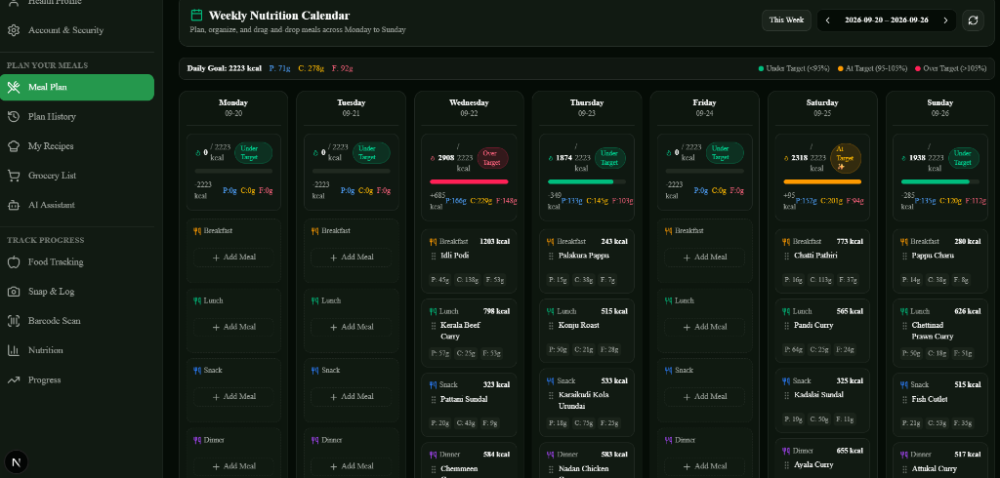 Health Profile
Account & Security
PLAN YOUR MEALS
Meal Plan
Plan History
My Recipes
Grocery List
AI Assistant
TRACK PROGRESS
Food Tracking
Snap & Log
Barcode Scan
Nutrition
Progress
N
Weekly Nutrition Calendar
Plan, organize, and drag-and-drop meals across Monday to Sunday
This Week
2026-09-20 – 2026-09-26
Daily Goal: 2223 kcal P: 71g C: 278g F: 92g
Under Target (<95%) At Target (95-105%) Over Target (>105%)
Monday
09-20
0 / 2223 kcal
Under Target
-2223 kcal
P:0g C:0g F:0g
Breakfast
+ Add Meal
Lunch
+ Add Meal
Snack
+ Add Meal
Dinner
+ Add Meal
Tuesday
09-21
0 / 2223 kcal
Under Target
-2223 kcal
P:0g C:0g F:0g
Breakfast
+ Add Meal
Lunch
+ Add Meal
Snack
+ Add Meal
Dinner
+ Add Meal
Wednesday
09-22
2908 / 2223 kcal
Over Target
+685 kcal
P:166g C:229g F:148g
Breakfast 1203 kcal
Idli Podi
P: 45g C: 138g F: 53g
Lunch 798 kcal
Kerala Beef
Curry
P: 57g C: 25g F: 53g
Snack 323 kcal
Pattani Sundal
P: 20g C: 43g F: 9g
Dinner 584 kcal
Chemmeen
Thursday
09-23
1874 / 2223 kcal
Under Target
-349 kcal
P:133g C:145g F:103g
Breakfast 243 kcal
Palakura Pappu
P: 15g C: 38g F: 7g
Lunch 515 kcal
Konju Roast
P: 50g C: 21g F: 28g
Snack 533 kcal
Karaikudi Kola
Urundai
P: 18g C: 75g F: 25g
Dinner 583 kcal
Nadan Chicken
Friday
09-24
0 / 2223 kcal
Under Target
-2223 kcal
P:0g C:0g F:0g
Breakfast
+ Add Meal
Lunch
+ Add Meal
Snack
+ Add Meal
Dinner
+ Add Meal
Saturday
09-25
2318 / 2223 kcal
At Target ✨
+95 kcal
P:152g C:201g F:94g
Breakfast 773 kcal
Chatti Pathiri
P: 16g C: 113g F: 37g
Lunch 565 kcal
Pandi Curry
P: 64g C: 25g F: 24g
Snack 325 kcal
Kadalai Sundal
P: 19g C: 50g F: 11g
Dinner 655 kcal
Ayala Curry
Sunday
09-26
1938 / 2223 kcal
Under Target
-285 kcal
P:135g C:120g F:112g
Breakfast 280 kcal
Pappu Charu
P: 14g C: 38g F: 8g
Lunch 626 kcal
Chettinad
Prawn Curry
P: 50g C: 18g F: 51g
Snack 515 kcal
Fish Cutlet
P: 21g C: 53g F: 35g
Dinner 517 kcal
Attukal Curry